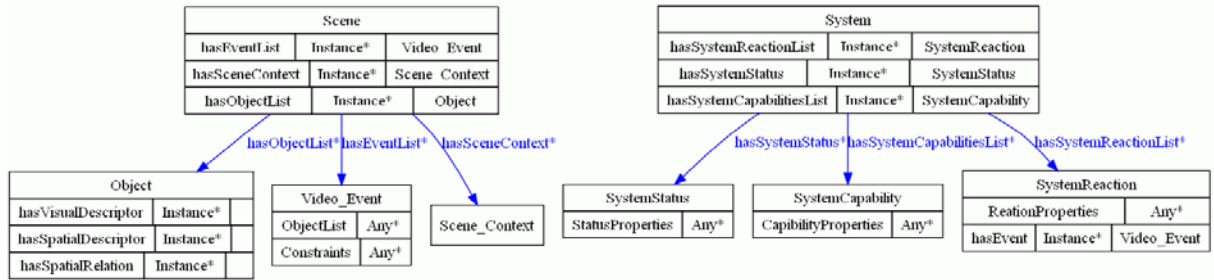 Scene
hasEventList Instance* Video_Event
hasSceneContext Instance* Scene_Context
hasObjectList Instance* Object
System
hasSystemReactionList Instance* SystemReaction
hasSystemStatus Instance* SystemStatus
hasSystemCapabilitiesList Instance* SystemCapability
hasObjectList* hasEventList* hasSceneContext*
hasSystemStatus* hasSystemCapabilitiesList* hasSystemReactionList*
Object
hasVisualDescriptor Instance*
hasSpatialDescriptor Instance*
hasSpatialRelation Instance*
Video_Event
ObjectList Any*
Constraints Any*
Scene_Context
SystemStatus
StatusProperties Any*
SystemCapability
CapibilityProperties Any*
SystemReaction
ReationProperties Any*
hasEvent Instance* Video_Event